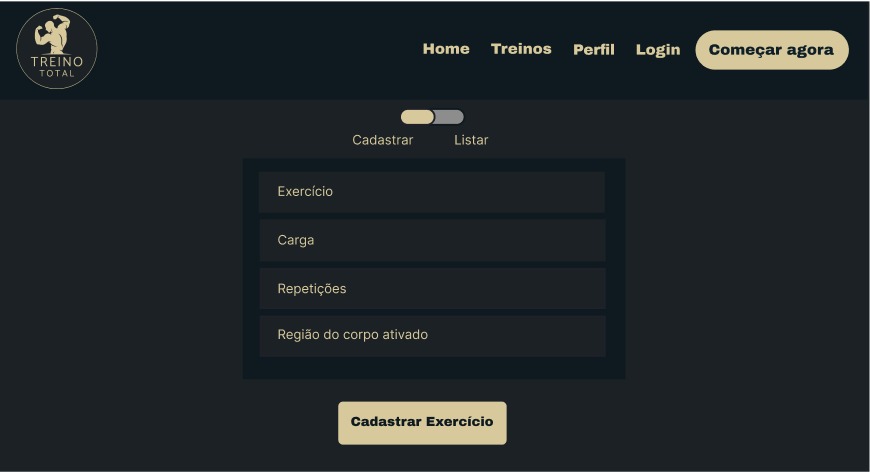 TREINO
TOTAL
Home Treinos Perfil Login Começar agora
Cadastrar Listar
Exercício
Carga
Repetições
Região do corpo ativado
Cadastrar Exercício